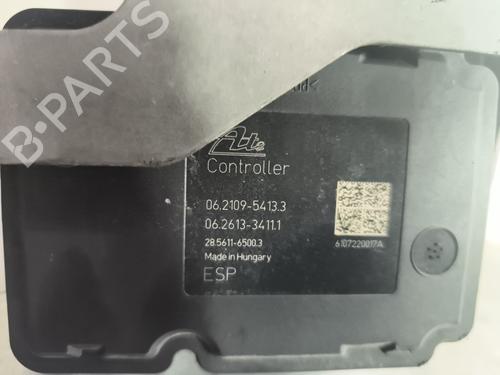 B-PARTS
Ate
Controller
06.2109-5413.3
06.2613-3411.1
28.5611-6500.3
Made in Hungary
6107220017A
ESP